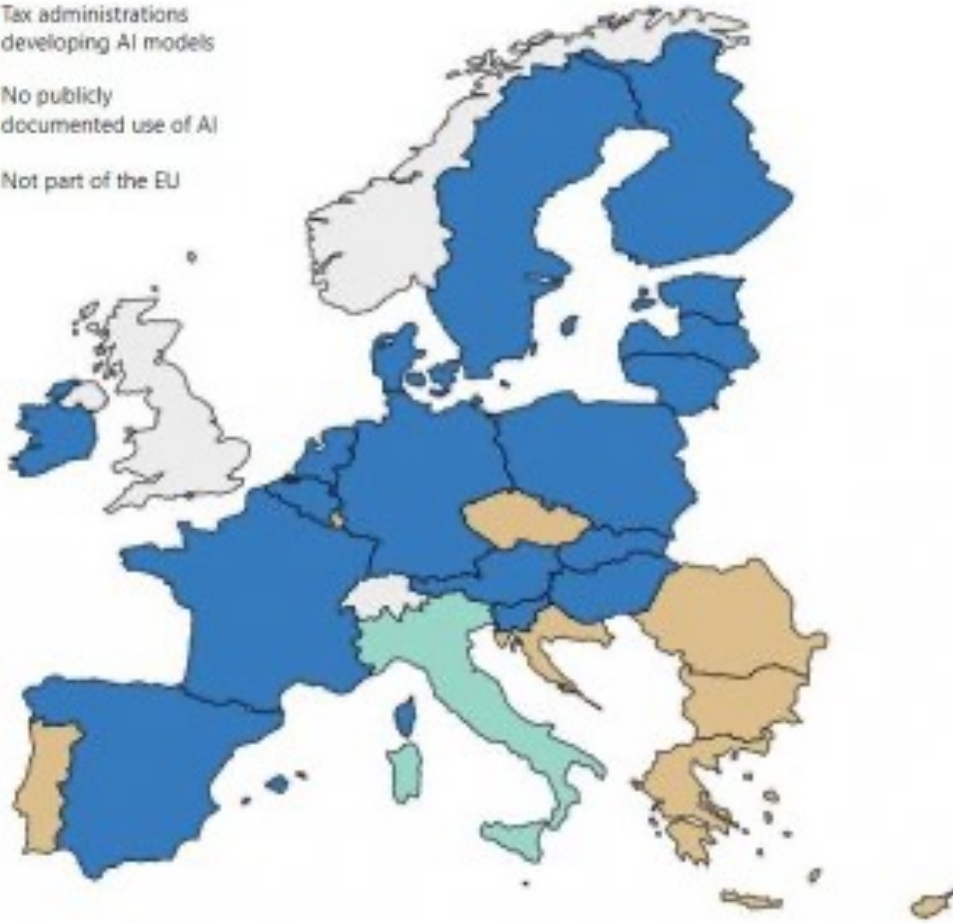 Tax administrations
developing AI models
No publicly
documented use of AI
Not part of the EU